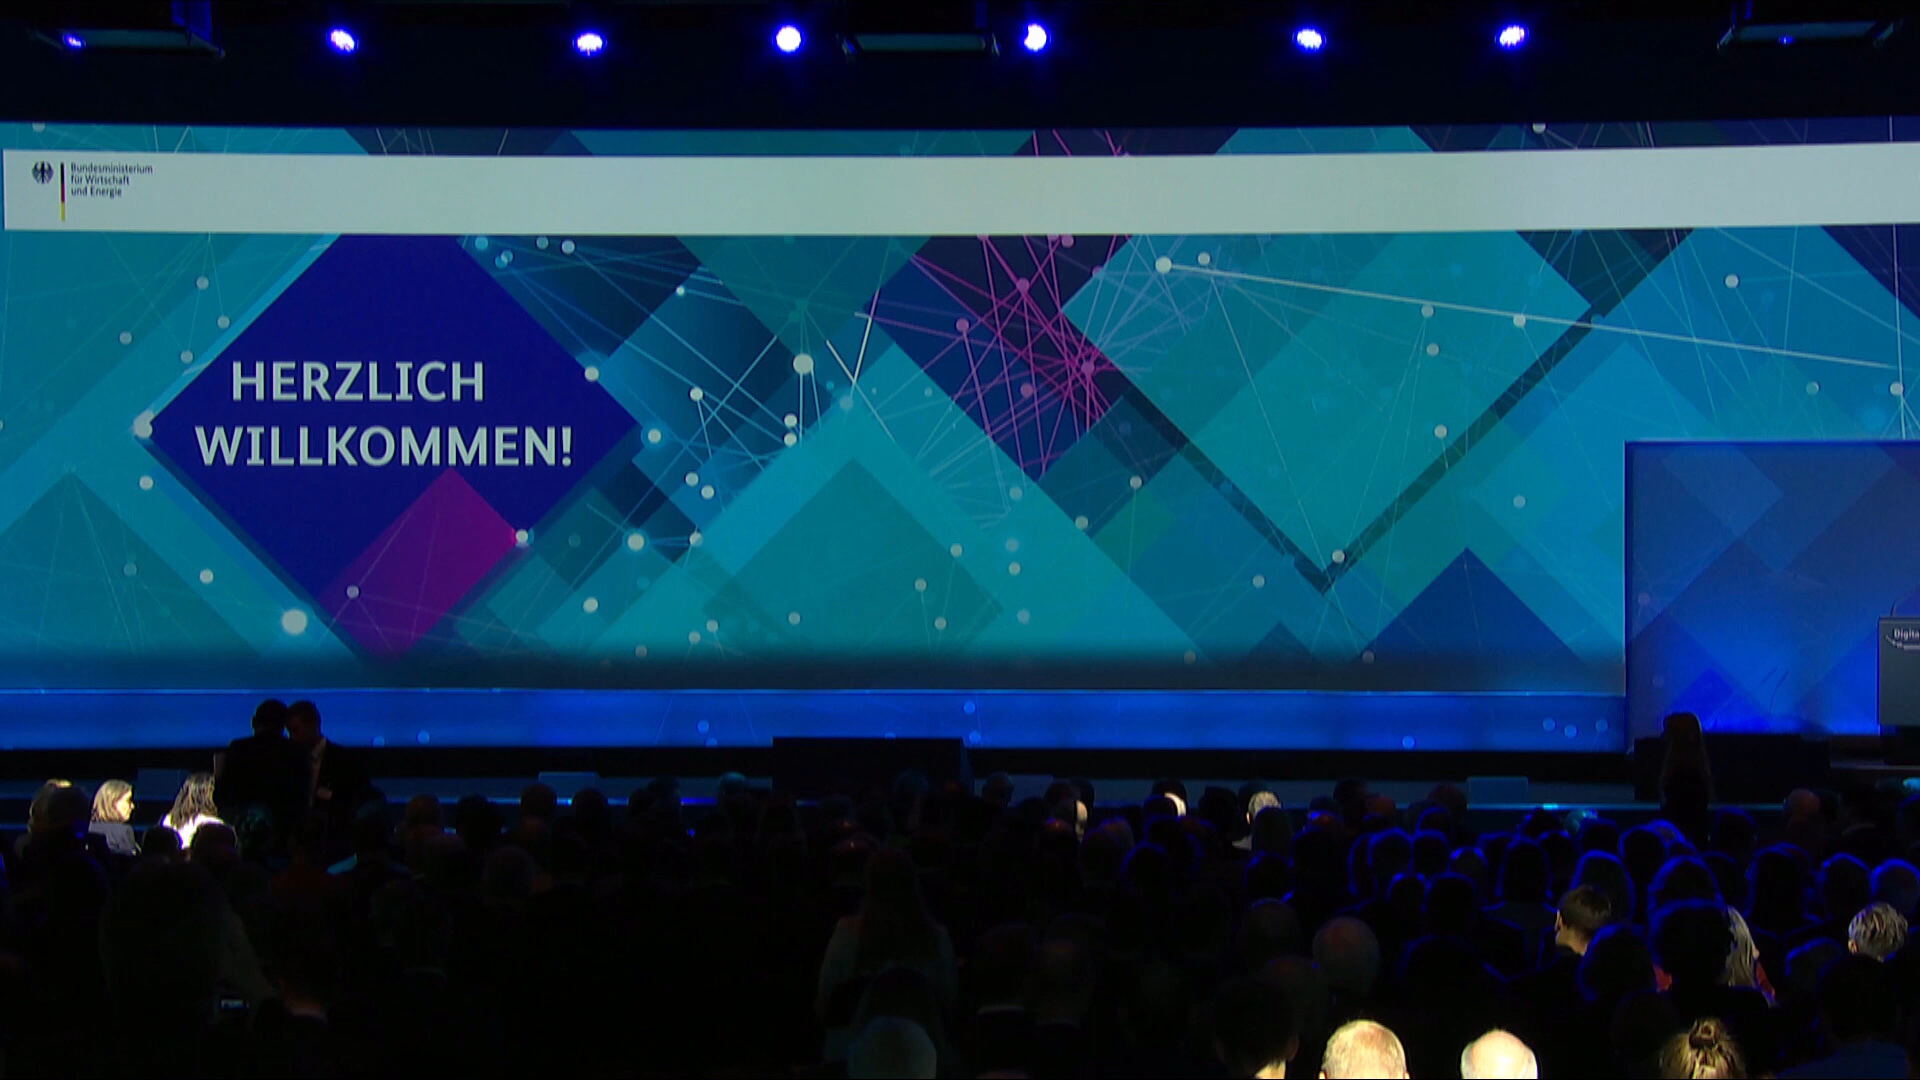 Bundesministerium
für Wirtschaft
und Energie
HERZLICH
WILLKOMMEN!